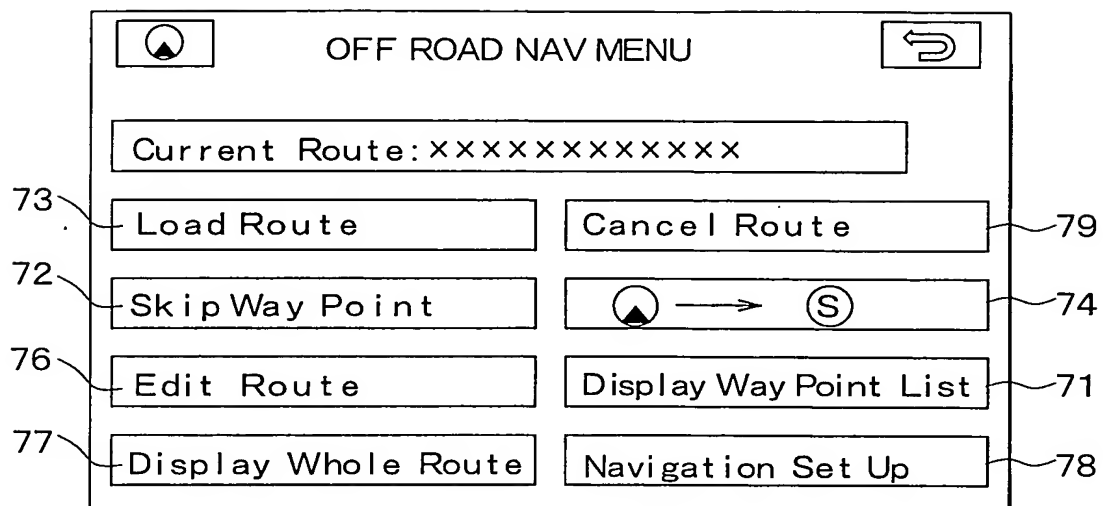 OFF ROAD NAV MENU
Current Route: ××××××××××××
73 Load Route Cancel Route 79
72 Skip Way Point S 74
76 Edit Route Display Way Point List 71
77 Display Whole Route Navigation Set Up 78